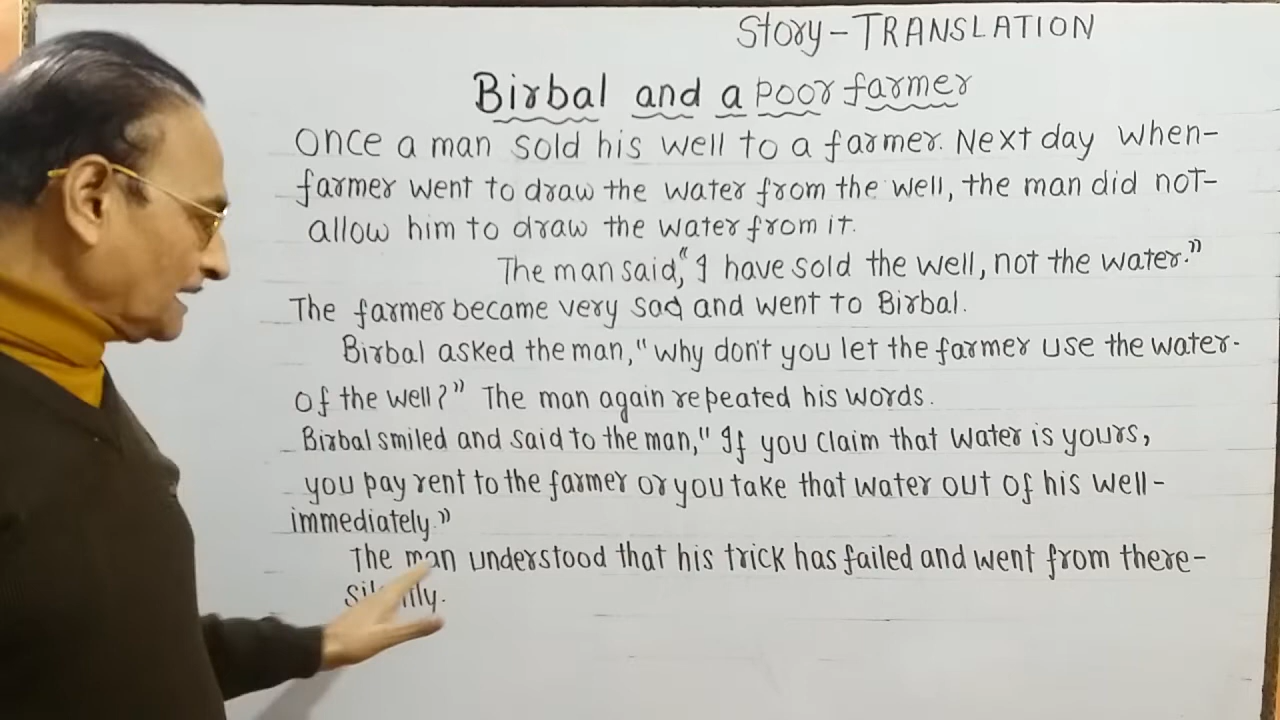 Story-TRANSLATION
Birbal and a poor farmer
Once a man sold his well to a farmer. Next day when-
farmer went to draw the water from the well, the man did not-
allow him to draw the water from it.
The man said, "I have sold the well, not the water."
The farmer became very sad and went to Birbal.
Birbal asked the man, "why don't you let the farmer use the water-
of the well?" The man again repeated his words.
Birbal smiled and said to the man, "If you claim that water is yours,
you pay rent to the farmer or you take that water out of his well-
immediately."
The man understood that his trick has failed and went from there-